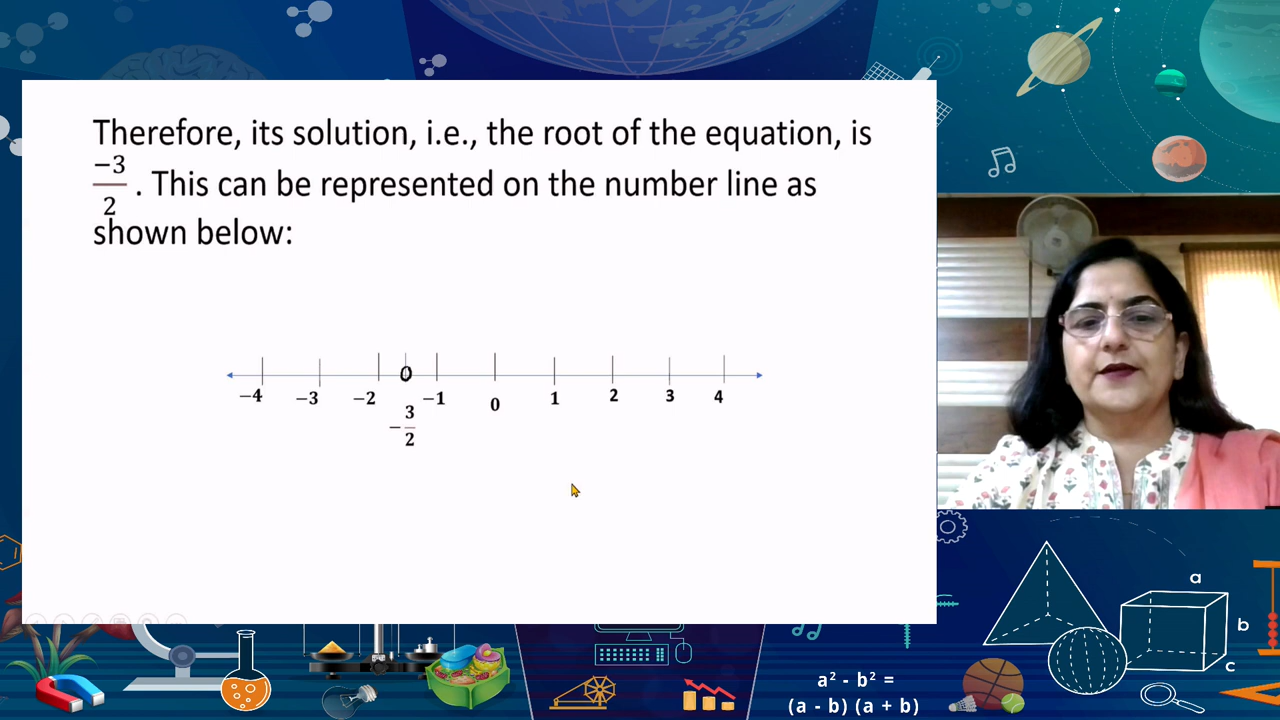 Therefore, its solution, i.e., the root of the equation, is
−3/2 . This can be represented on the number line as
shown below:
−4 −3 −2 −1 0 1 2 3 4
−3/2
a
b
c
a² - b² =
(a - b) (a + b)